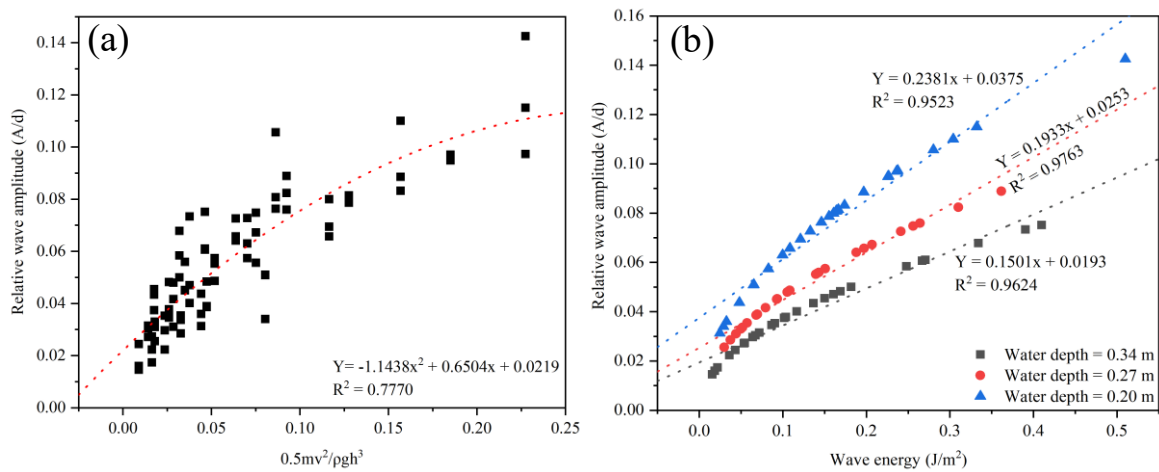 (a)
Relative wave amplitude (A/d)
0.14
0.12
0.10
0.08
0.06
0.04
0.02
0.00
Y= -1.1438x² + 0.6504x + 0.0219
R² = 0.7770
0.00 0.05 0.10 0.15 0.20 0.25
0.5mv²/ρgh³
(b)
Relative wave amplitude (A/d)
0.16
0.14
0.12
0.10
0.08
0.06
0.04
0.02
0.00
Y = 0.2381x + 0.0375
R² = 0.9523
Y = 0.1933x + 0.0253
R² = 0.9763
Y = 0.1501x + 0.0193
R² = 0.9624
Water depth = 0.34 m
Water depth = 0.27 m
Water depth = 0.20 m
0.0 0.1 0.2 0.3 0.4 0.5
Wave energy (J/m²)